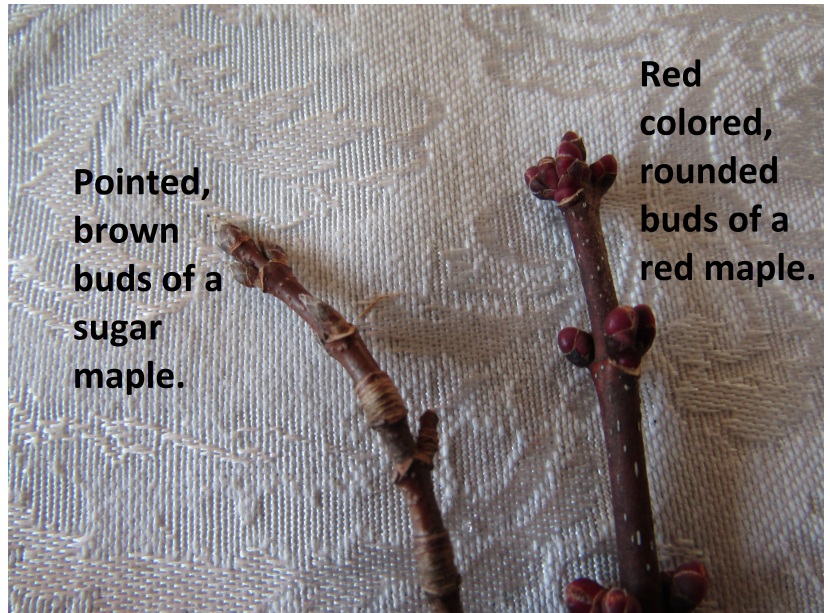 Pointed,
brown
buds of a
sugar
maple.
Red
colored,
rounded
buds of a
red maple.